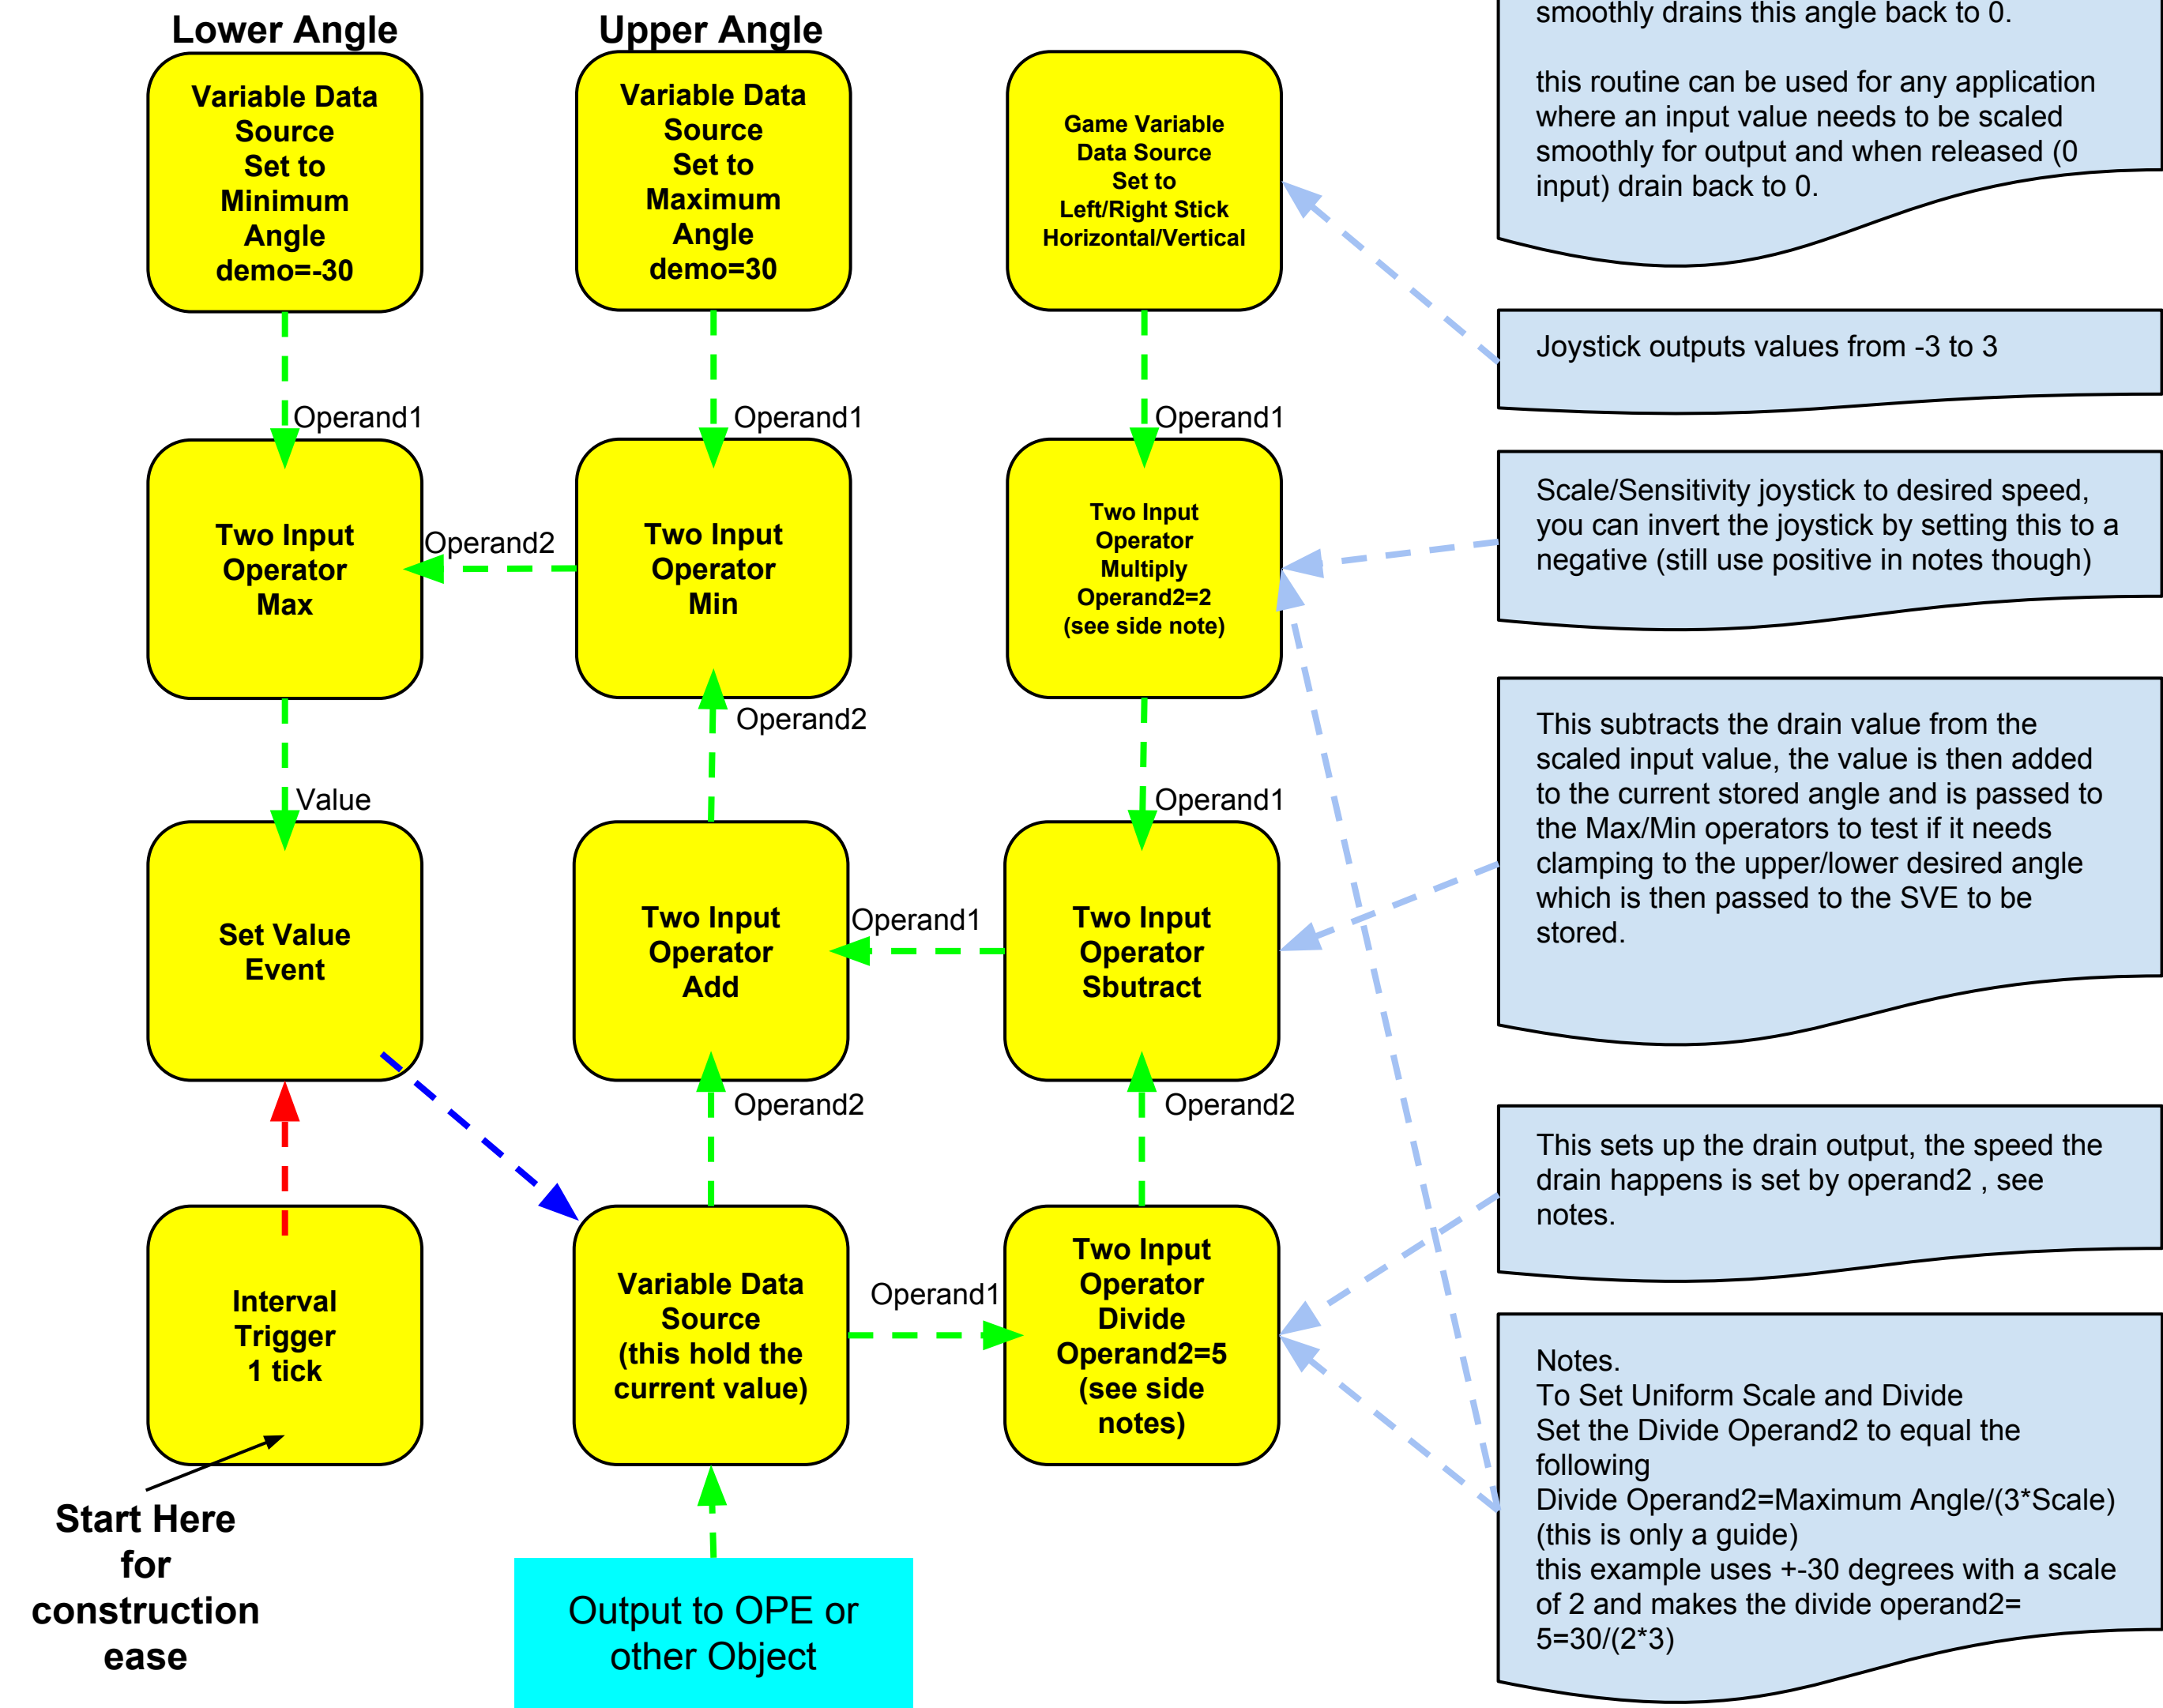 Lower Angle
Upper Angle
Variable Data
Source
Set to
Minimum
Angle
demo=-30
Variable Data
Source
Set to
Maximum
Angle
demo=30
Game Variable
Data Source
Set to
Left/Right Stick
Horizontal/Vertical
smoothly drains this angle back to 0.
this routine can be used for any application
where an input value needs to be scaled
smoothly for output and when released (0
input) drain back to 0.
Joystick outputs values from -3 to 3
Operand1
Operand1
Operand1
Two Input
Operator
Max
Operand2
Two Input
Operator
Min
Two Input
Operator
Multiply
Operand2=2
(see side note)
Scale/Sensitivity joystick to desired speed,
you can invert the joystick by setting this to a
negative (still use positive in notes though)
Operand2
Value
Operand1
This subtracts the drain value from the
scaled input value, the value is then added
to the current stored angle and is passed to
the Max/Min operators to test if it needs
clamping to the upper/lower desired angle
which is then passed to the SVE to be
stored.
Set Value
Event
Two Input
Operator
Add
Operand1
Two Input
Operator
Sbutract
Operand2
Operand2
This sets up the drain output, the speed the
drain happens is set by operand2 , see
notes.
Interval
Trigger
1 tick
Variable Data
Source
(this hold the
current value)
Operand1
Two Input
Operator
Divide
Operand2=5
(see side
notes)
Notes.
To Set Uniform Scale and Divide
Set the Divide Operand2 to equal the
following
Divide Operand2=Maximum Angle/(3*Scale)
(this is only a guide)
this example uses +-30 degrees with a scale
of 2 and makes the divide operand2=
5=30/(2*3)
Start Here
for
construction
ease
Output to OPE or
other Object